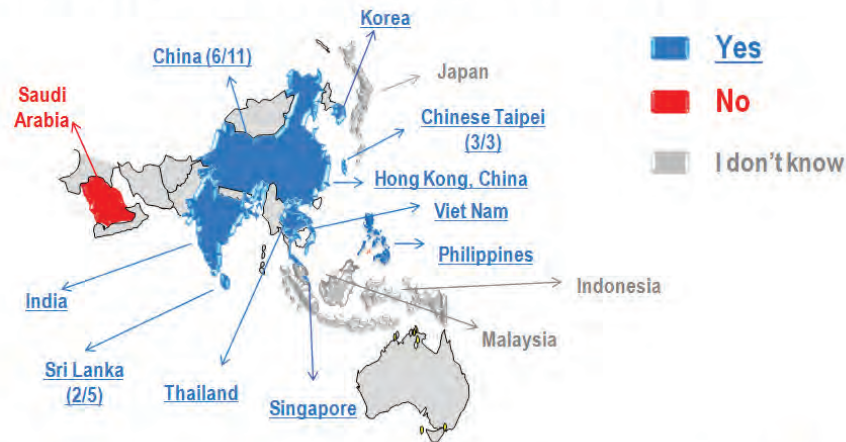 Korea
China (6/11)
Yes
Japan
Saudi
Arabia
No
Chinese Taipei
(3/3)
I don't know
Hong Kong, China
Viet Nam
Philippines
India
Indonesia
Malaysia
Sri Lanka
(2/5)
Thailand
Singapore